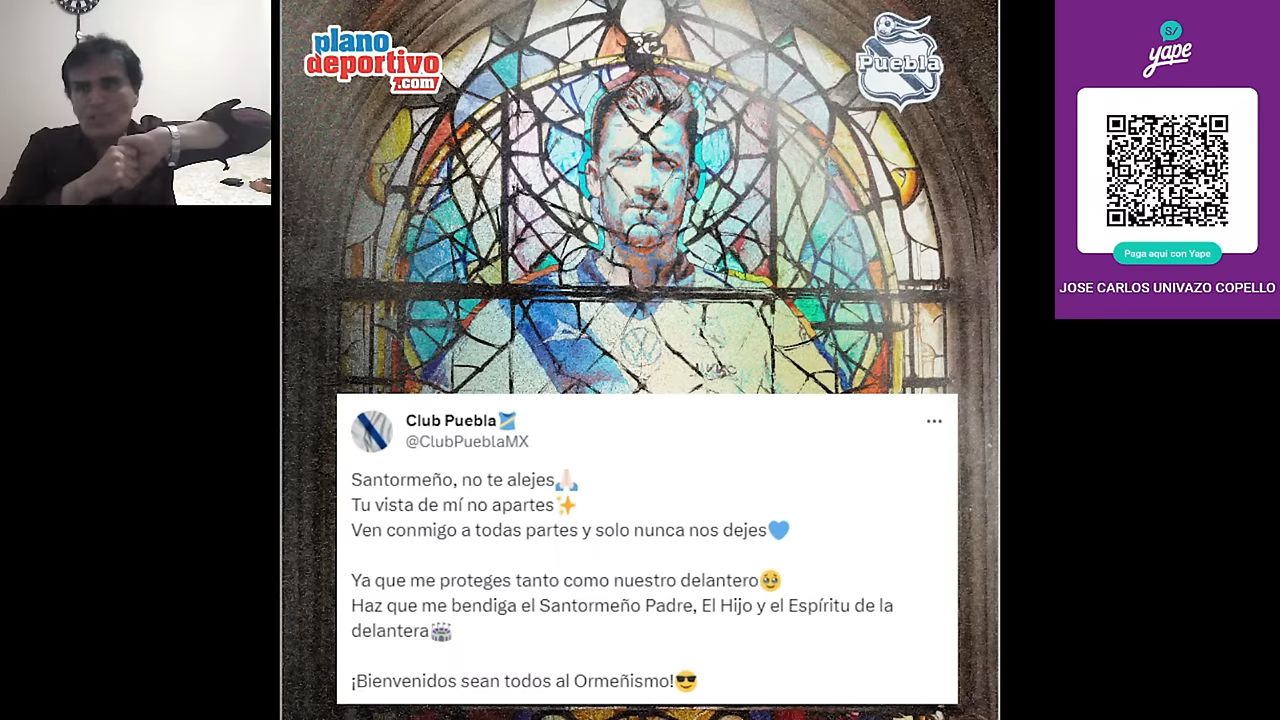 plano
deportivo
.com
Puebla
S/
yape
Paga aquí con Yape
JOSE CARLOS UNIVAZO COPELLO
Club Puebla
@ClubPueblaMX
Santormeño, no te alejes🙏🏻
Tu vista de mí no apartes✨
Ven conmigo a todas partes y solo nunca nos dejes💙
Ya que me proteges tanto como nuestro delantero🥹
Haz que me bendiga el Santormeño Padre, El Hijo y el Espíritu de la
delantera🏟️
¡Bienvenidos sean todos al Ormeñismo!😎